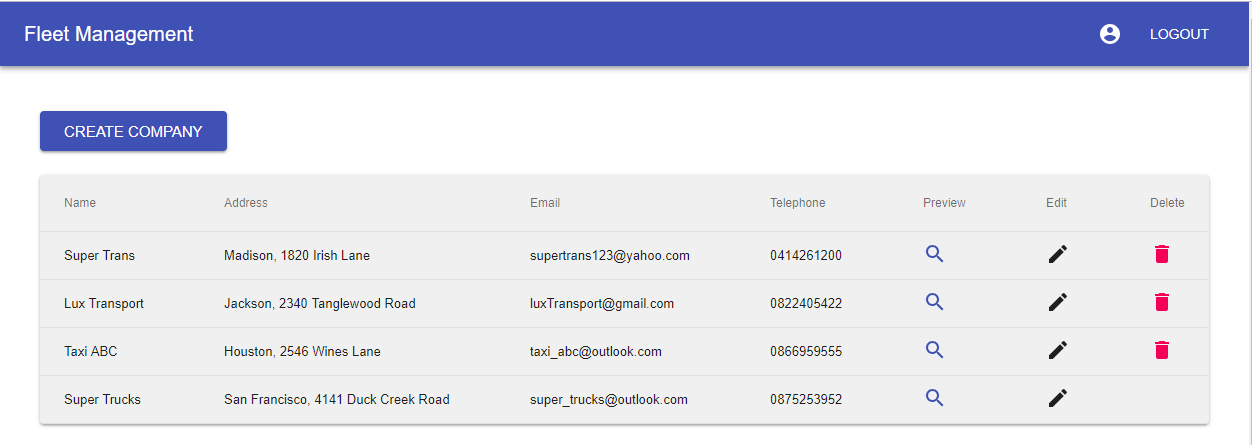 Fleet Management LOGOUT
CREATE COMPANY
Name Address Email Telephone Preview Edit Delete
Super Trans Madison, 1820 Irish Lane supertrans123@yahoo.com 0414261200
Lux Transport Jackson, 2340 Tanglewood Road luxTransport@gmail.com 0822405422
Taxi ABC Houston, 2546 Wines Lane taxi_abc@outlook.com 0866959555
Super Trucks San Francisco, 4141 Duck Creek Road super_trucks@outlook.com 0875253952